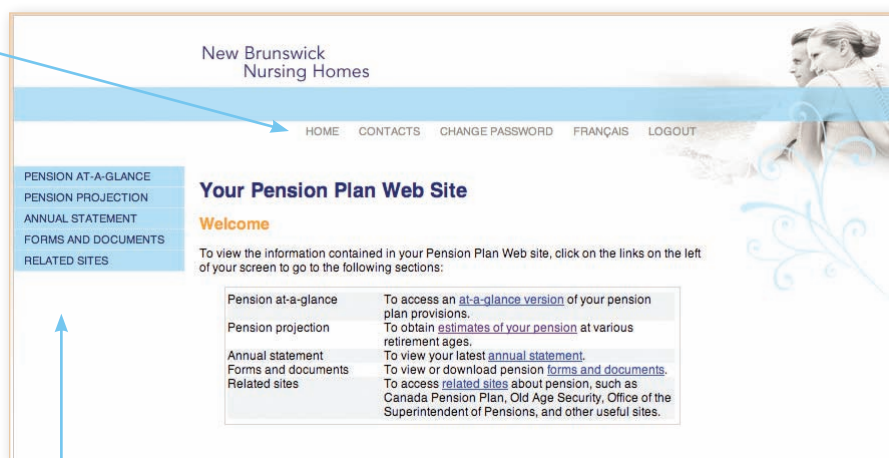 New Brunswick
Nursing Homes
HOME CONTACTS CHANGE PASSWORD FRANÇAIS LOGOUT
PENSION AT-A-GLANCE
PENSION PROJECTION
ANNUAL STATEMENT
FORMS AND DOCUMENTS
RELATED SITES
Your Pension Plan Web Site
Welcome
To view the information contained in your Pension Plan Web site, click on the links on the left
of your screen to go to the following sections:
Pension at-a-glance To access an at-a-glance version of your pension
plan provisions.
Pension projection To obtain estimates of your pension at various
retirement ages.
Annual statement To view your latest annual statement.
Forms and documents To view or download pension forms and documents.
Related sites To access related sites about pension, such as
Canada Pension Plan, Old Age Security, Office of the
Superintendent of Pensions, and other useful sites.